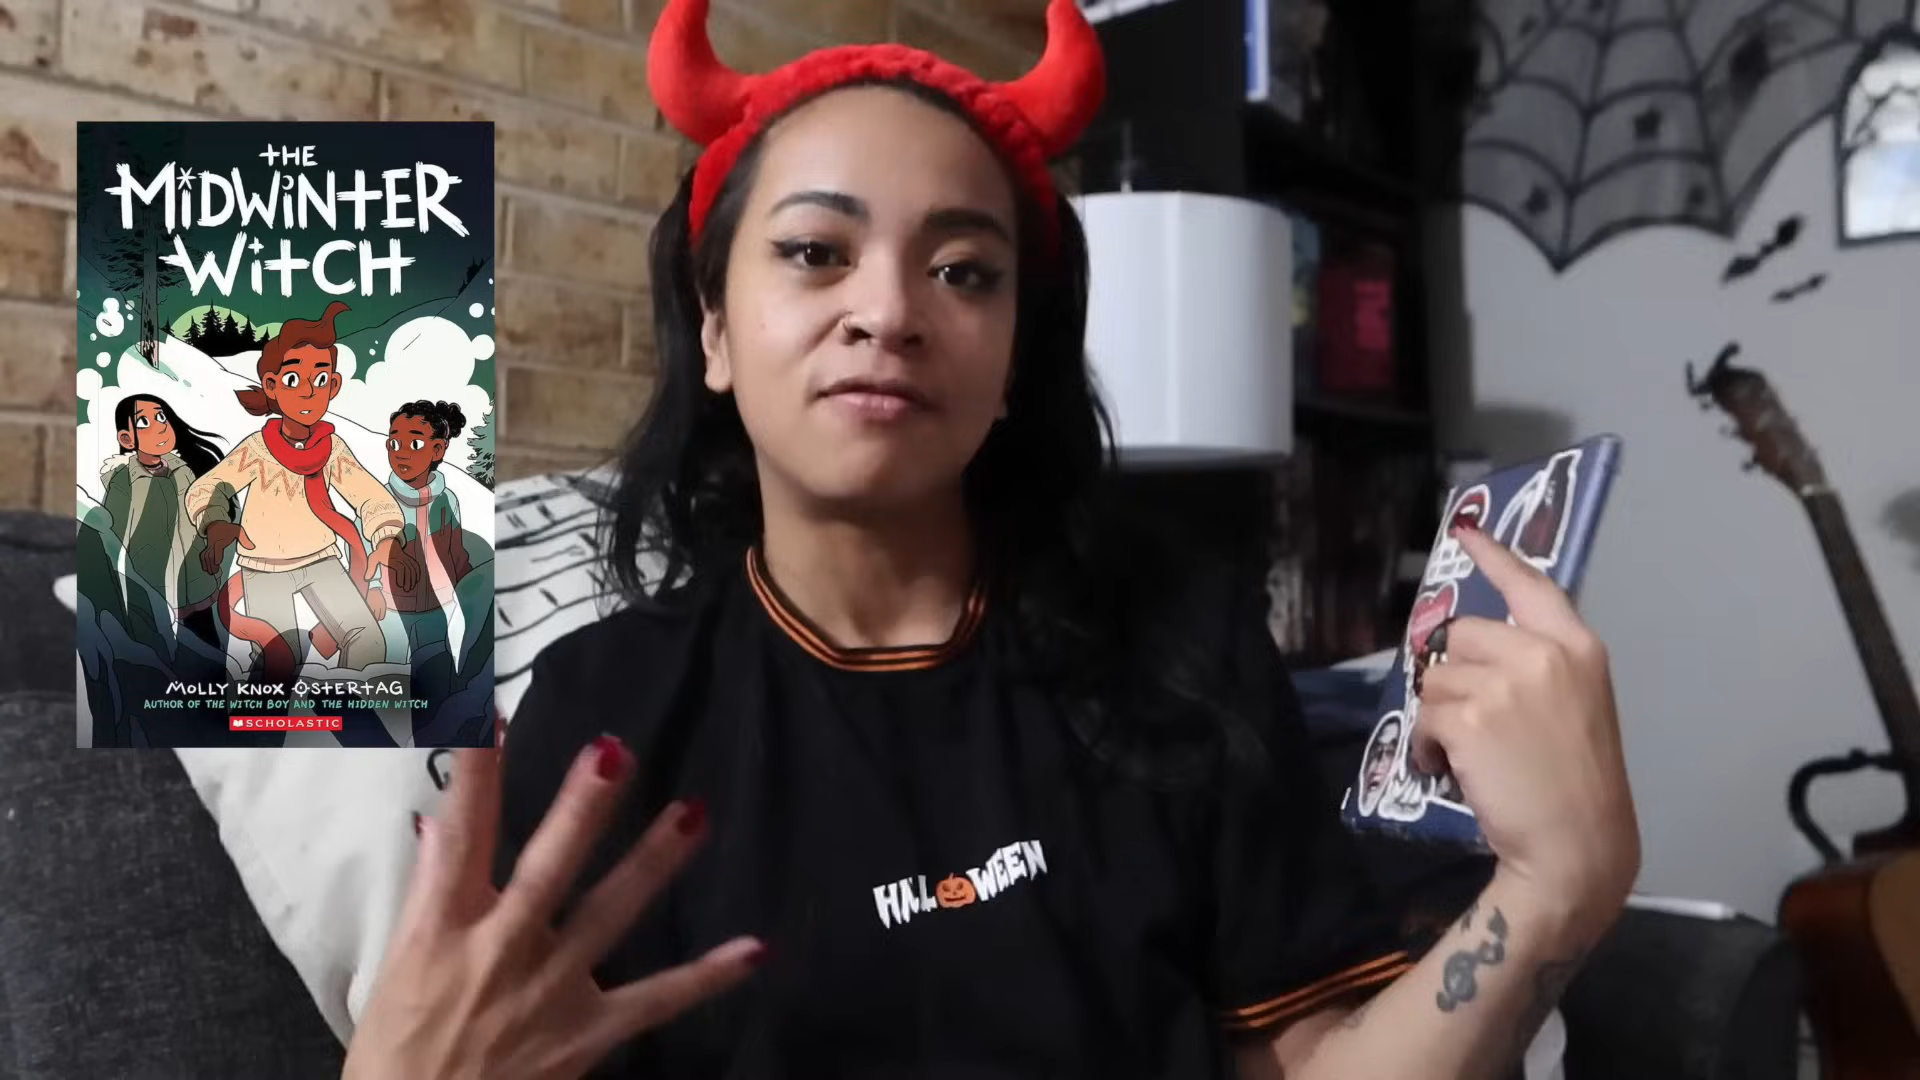 THE
MIDWINTER
WITCH
MOLLY KNOX OSTERTAG
AUTHOR OF THE WITCH BOY AND THE HIDDEN WITCH
SCHOLASTIC
HALLOWEEN